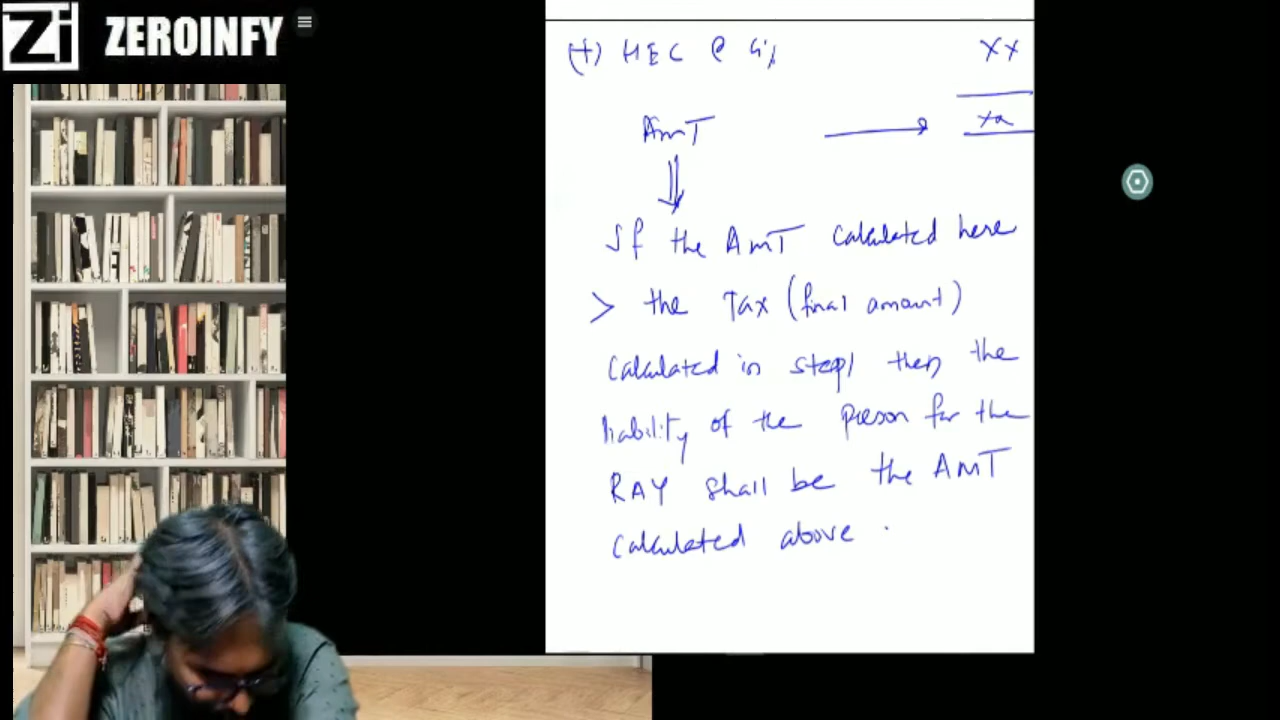 Zi ZEROINFY
(+) HEC @ 4% XX
AMT → XX
If the AMT calculated here
> the Tax (final amount)
calculated in step1 then the
liability of the person for the
RAY shall be the AMT
calculated above.